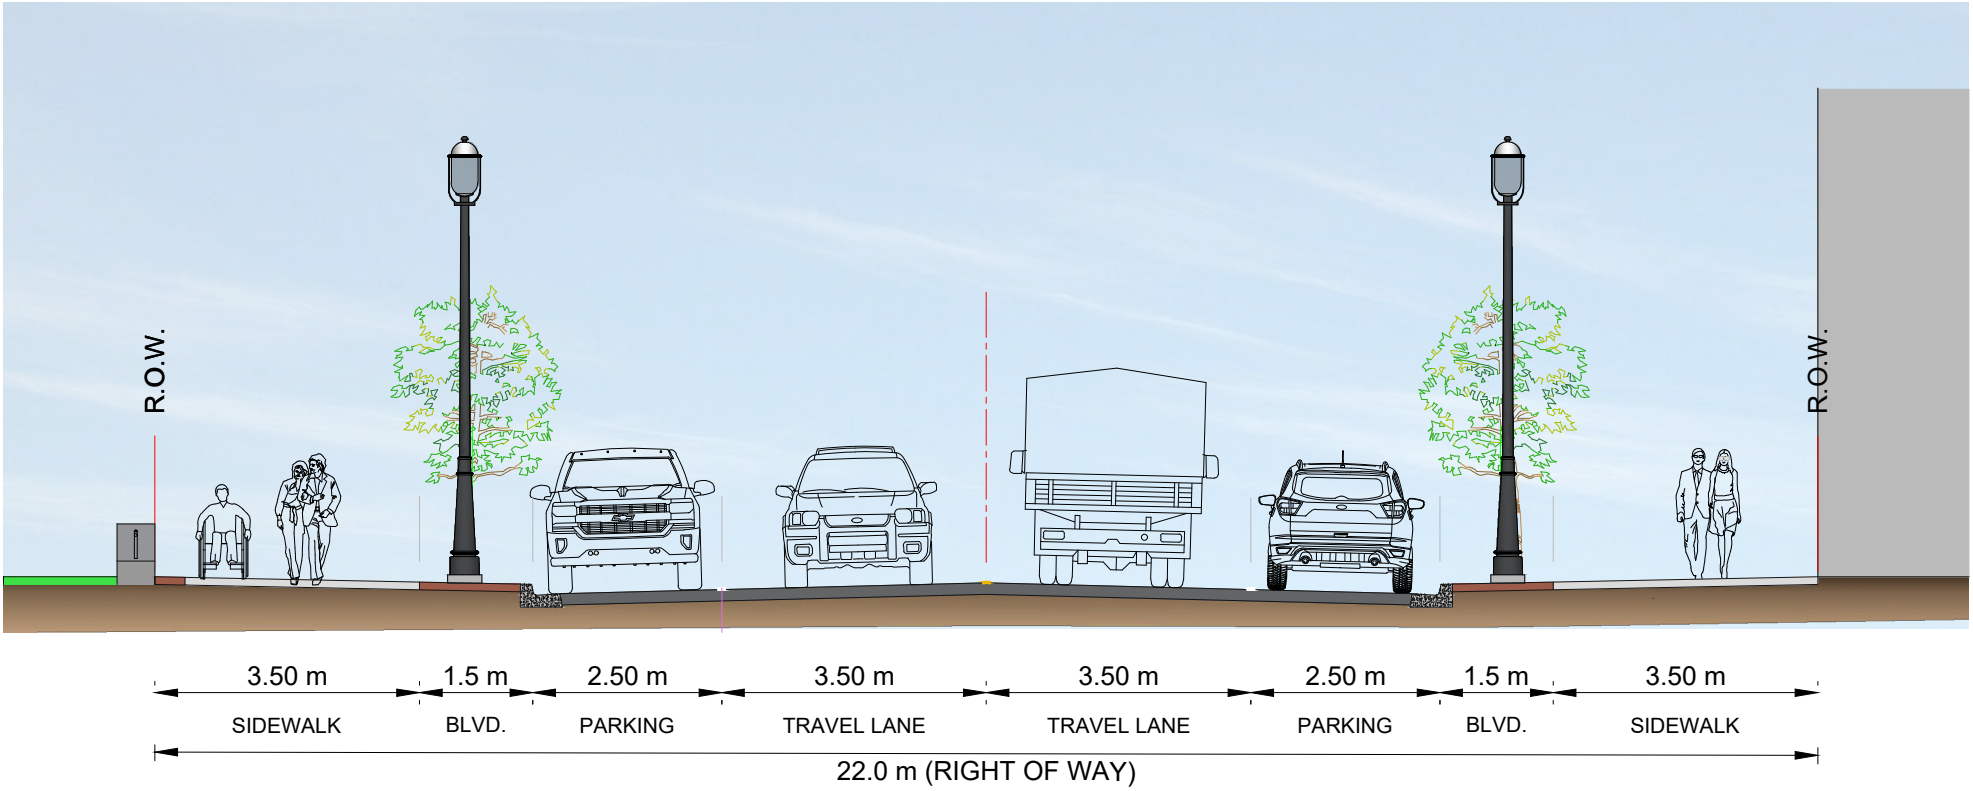 R.O.W.
R.O.W.
3.50 m 1.5 m 2.50 m 3.50 m 3.50 m 2.50 m 1.5 m 3.50 m
SIDEWALK BLVD. PARKING TRAVEL LANE TRAVEL LANE PARKING BLVD. SIDEWALK
22.0 m (RIGHT OF WAY)